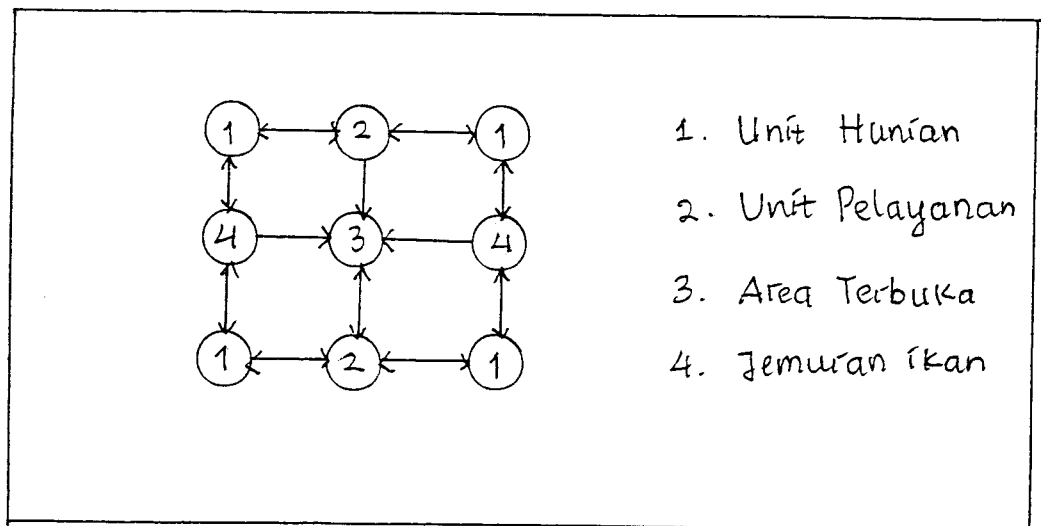 1 2 1
4 3 4
1 2 1
1. Unit Hunian
2. Unit Pelayanan
3. Area Terbuka
4. Jemuran ikan